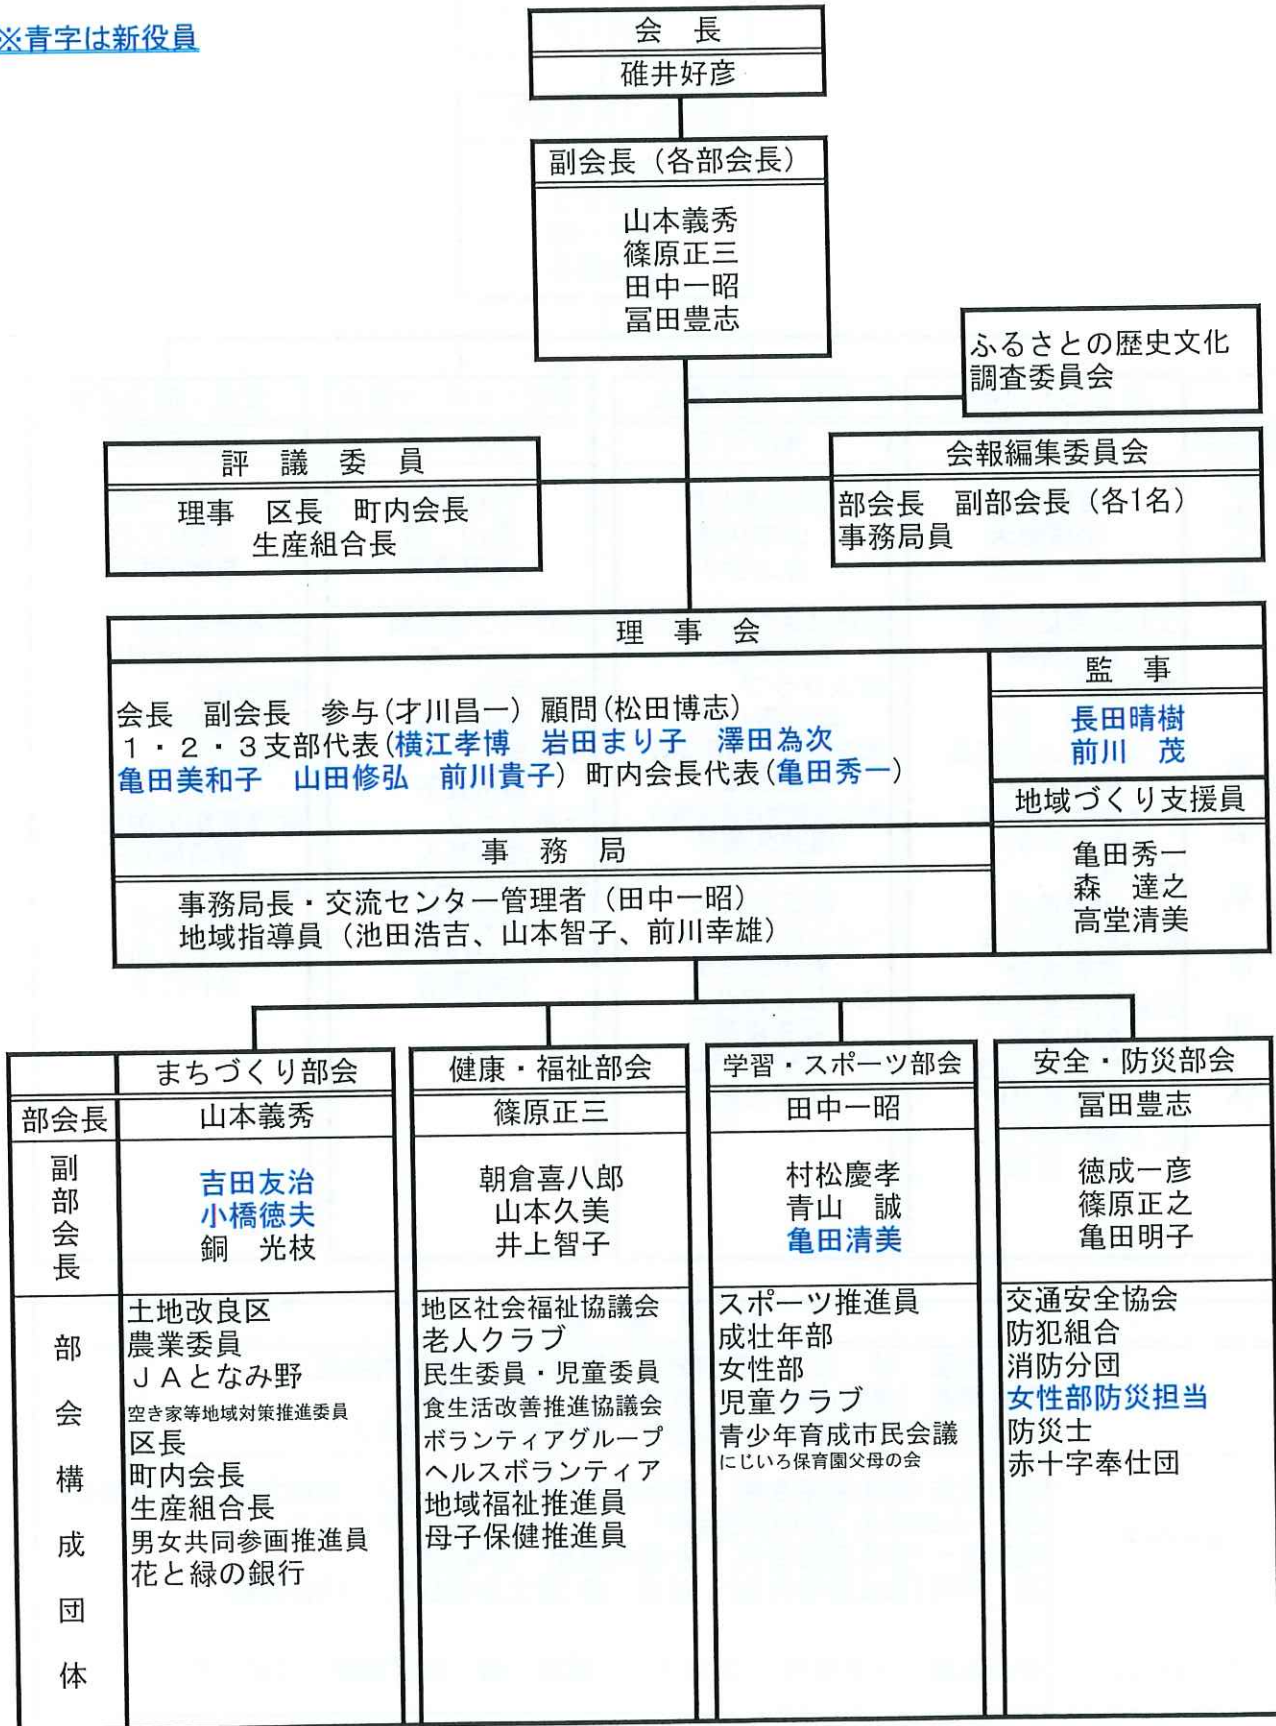 ※青字は新役員
会　長
碓井好彦
副会長（各部会長）
山本義秀
篠原正三
田中一昭
冨田豊志
ふるさとの歴史文化
調査委員会
評　議　委　員
理事　区長　町内会長
生産組合長
会報編集委員会
部会長　副部会長（各1名）
事務局員
理　事　会
会長　副会長　参与(才川昌一）顧問(松田博志）
１・２・３支部代表(横江孝博　岩田まり子　澤田為次
亀田美和子　山田修弘　前川貴子）町内会長代表(亀田秀一）
監　事
長田晴樹
前川　茂
地域づくり支援員
亀田秀一
森　達之
高堂清美
事　務　局
事務局長・交流センター管理者（田中一昭）
地域指導員（池田浩吉、山本智子、前川幸雄）
まちづくり部会
健康・福祉部会
学習・スポーツ部会
安全・防災部会
部会長
山本義秀
篠原正三
田中一昭
冨田豊志
副部会長
吉田友治
小橋徳夫
銅　光枝
朝倉喜八郎
山本久美
井上智子
村松慶孝
青山　誠
亀田清美
徳成一彦
篠原正之
亀田明子
部会構成団体
土地改良区
農業委員
ＪＡとなみ野
空き家等地域対策推進委員
区長
町内会長
生産組合長
男女共同参画推進員
花と緑の銀行
地区社会福祉協議会
老人クラブ
民生委員・児童委員
食生活改善推進協議会
ボランティアグループ
ヘルスボランティア
地域福祉推進員
母子保健推進員
スポーツ推進員
成壮年部
女性部
児童クラブ
青少年育成市民会議
にじいろ保育園父母の会
交通安全協会
防犯組合
消防分団
女性部防災担当
防災士
赤十字奉仕団